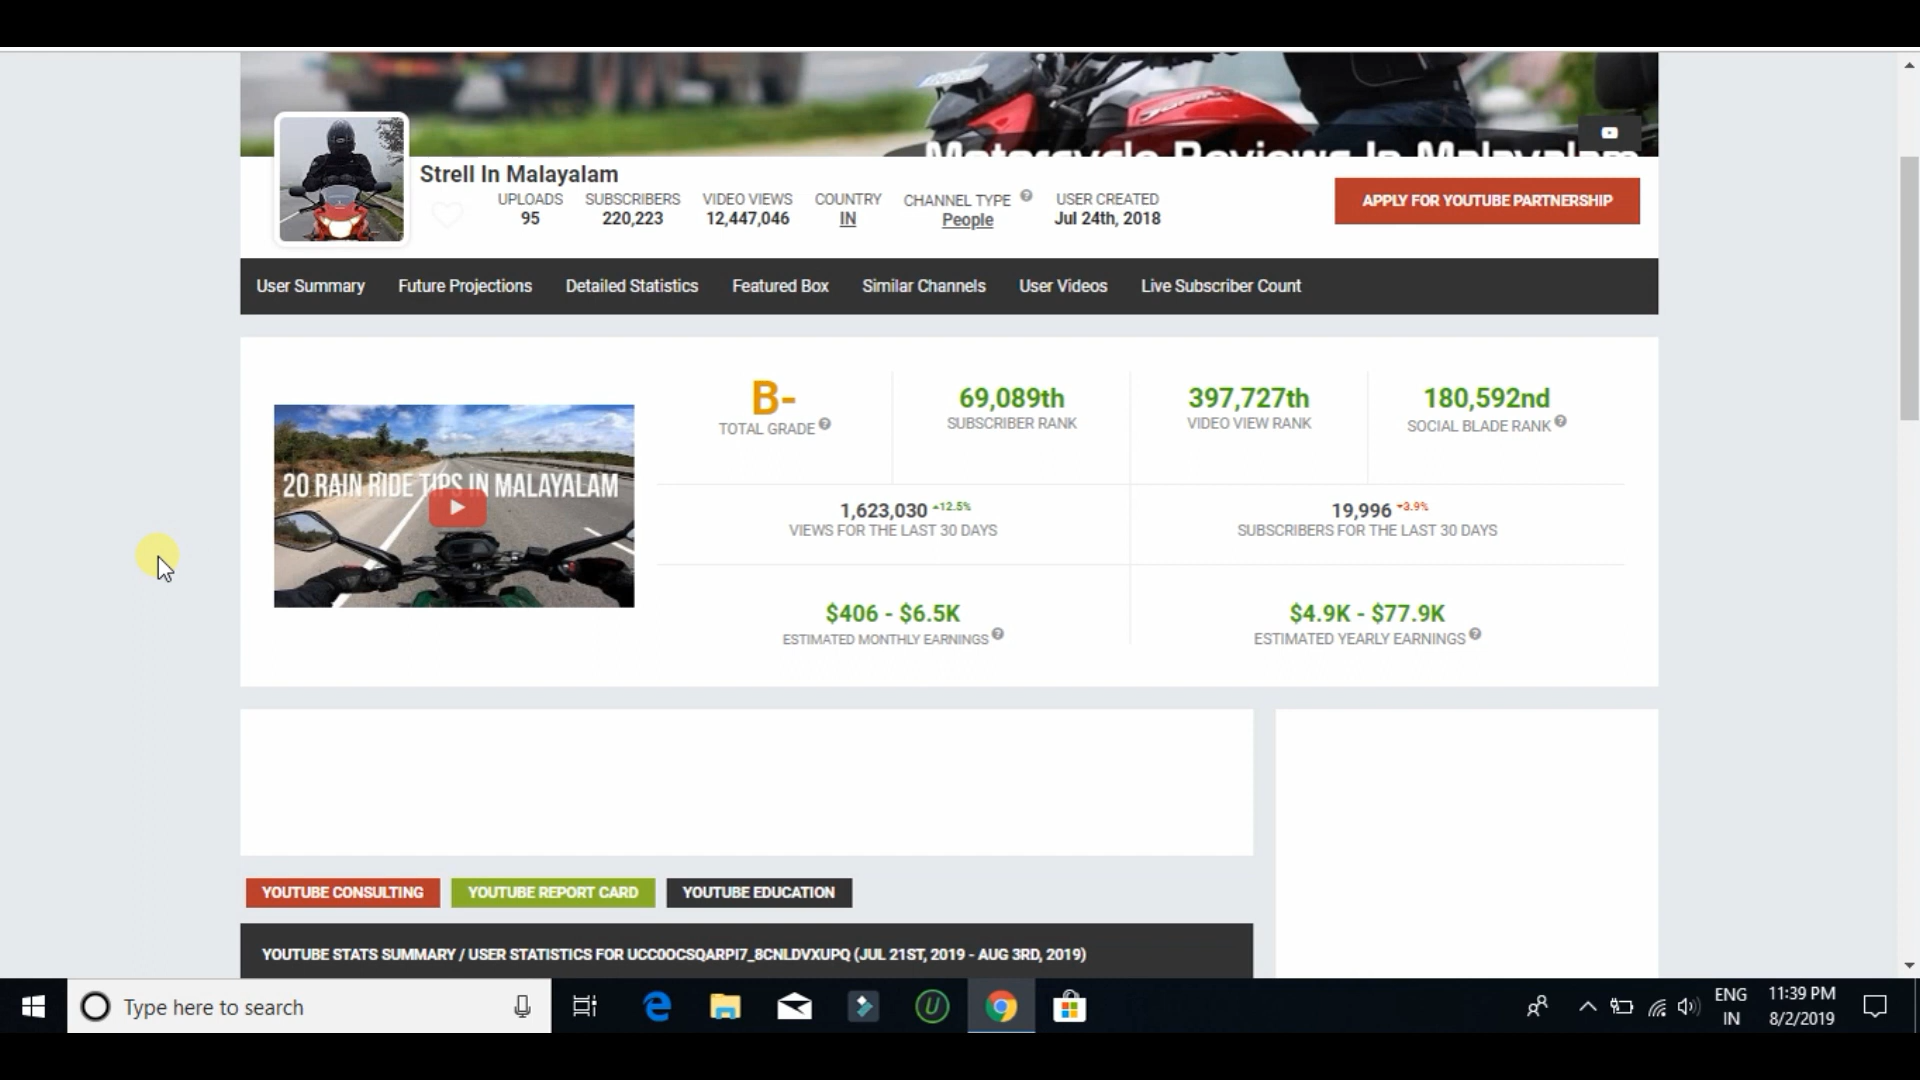 Motorcycle Reviews In Malayalam
Strell In Malayalam
UPLOADS SUBSCRIBERS VIDEO VIEWS COUNTRY CHANNEL TYPE USER CREATED
95 220,223 12,447,046 IN People Jul 24th, 2018
APPLY FOR YOUTUBE PARTNERSHIP
User Summary Future Projections Detailed Statistics Featured Box Similar Channels User Videos Live Subscriber Count
20 RAIN RIDE TIPS IN MALAYALAM
B- 69,089th 397,727th 180,592nd
TOTAL GRADE SUBSCRIBER RANK VIDEO VIEW RANK SOCIAL BLADE RANK
1,623,030 12.5% 19,996 -3.9%
VIEWS FOR THE LAST 30 DAYS SUBSCRIBERS FOR THE LAST 30 DAYS
$406 - $6.5K $4.9K - $77.9K
ESTIMATED MONTHLY EARNINGS ESTIMATED YEARLY EARNINGS
YOUTUBE CONSULTING YOUTUBE REPORT CARD YOUTUBE EDUCATION
YOUTUBE STATS SUMMARY / USER STATISTICS FOR UCC0OCSQARPI7_8CNLDVXUPQ (JUL 21ST, 2019 - AUG 3RD, 2019)
Type here to search
ENG
IN
11:39 PM
8/2/2019